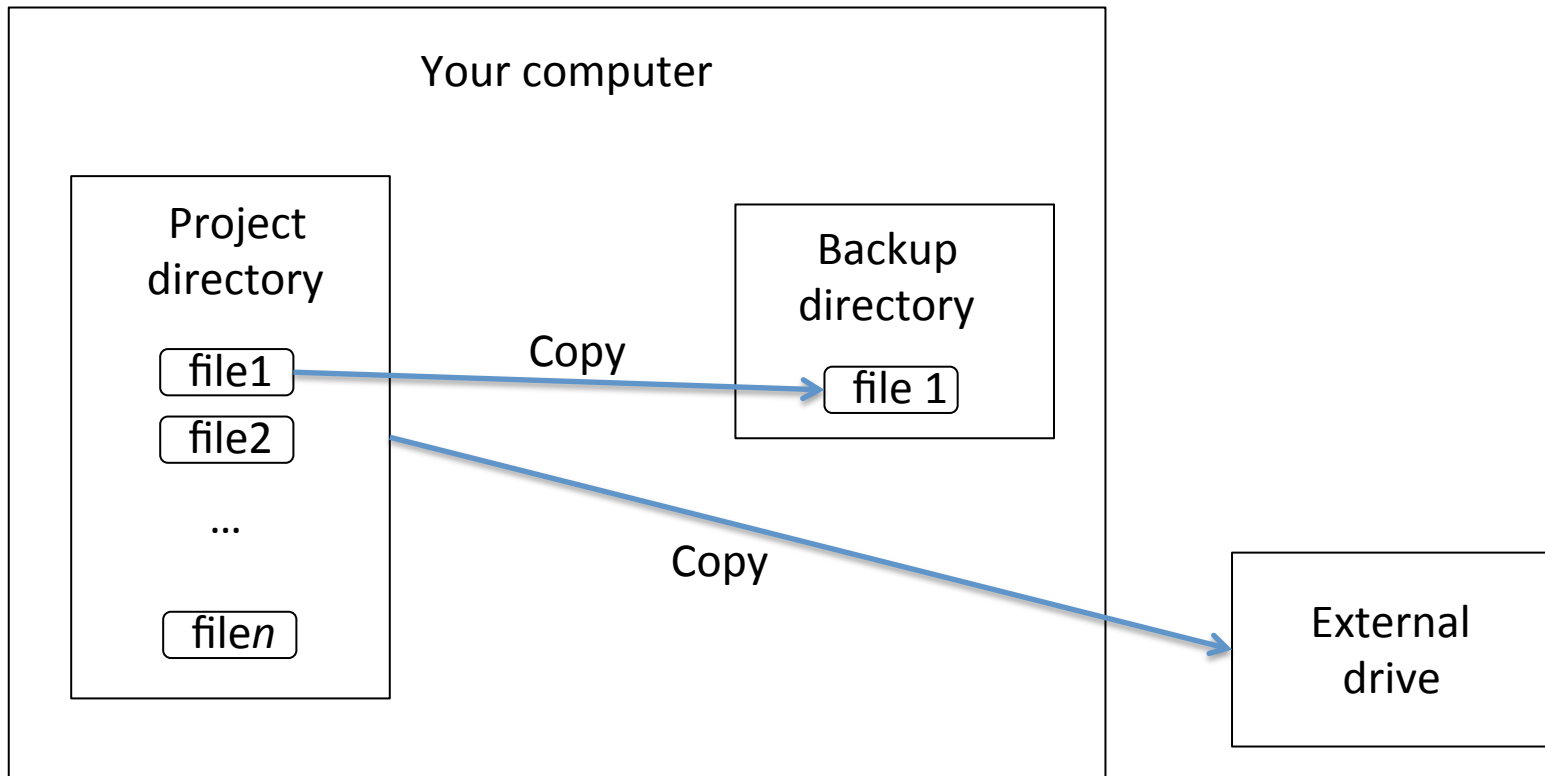 Your computer
Project
directory
Backup
directory
Copy
file1
file 1
file2
...
Copy
filen
External
drive